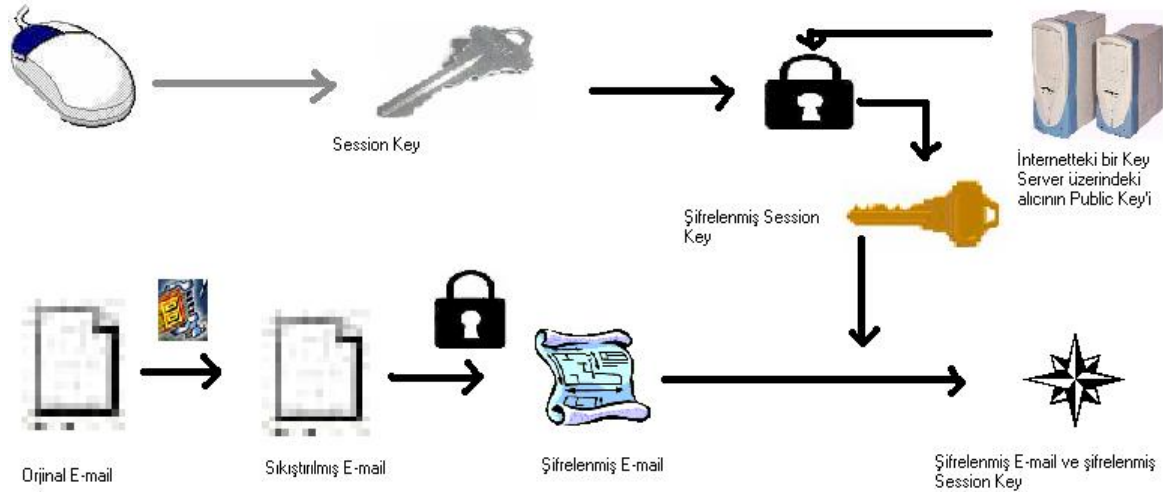 Session Key
İnternetteki bir Key
Server üzerindeki
alıcının Public Key'i
Şifrelenmiş Session
Key
Orjinal E-mail
Sıkıştırılmış E-mail
Şifrelenmiş E-mail
Şifrelenmiş E-mail ve şifrelenmiş
Session Key